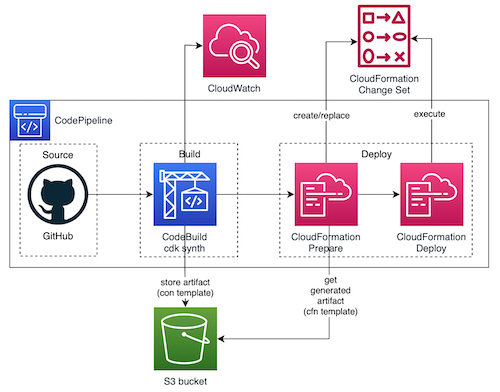 CloudWatch
CloudFormation
Change Set
CodePipeline
create/replace
execute
Source
Build
Deploy
GitHub
CodeBuild
cdk synth
CloudFormation
Prepare
CloudFormation
Deploy
store artifact
(con template)
get
generated
artifact
(cfn template)
S3 bucket